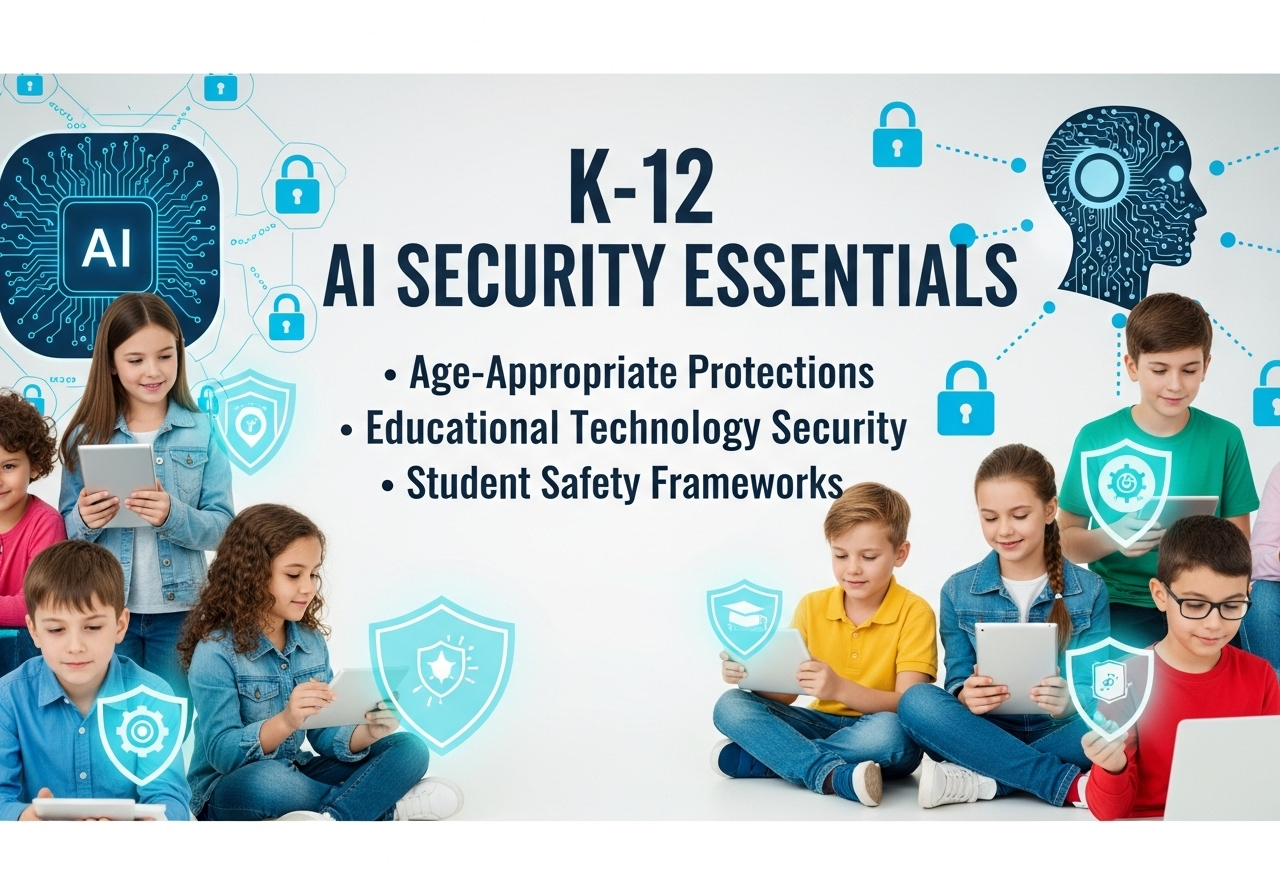 K-12
AI SECURITY ESSENTIALS
AI
• Age-Appropriate Protections
• Educational Technology Security
• Student Safety Frameworks